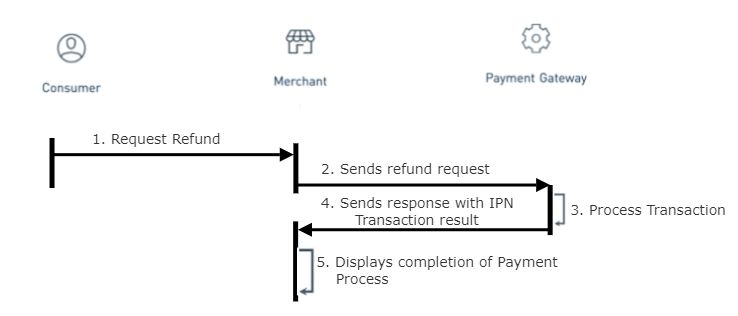 Consumer
Merchant
Payment Gateway
1. Request Refund
2. Sends refund request
3. Process Transaction
4. Sends response with IPN
Transaction result
5. Displays completion of Payment
Process